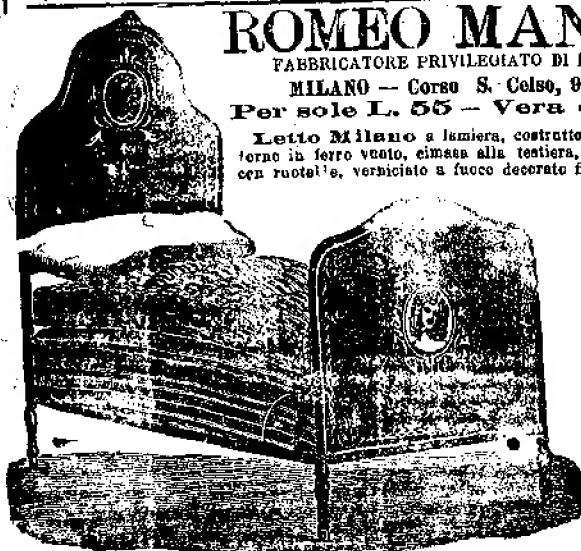 ROMEO MAN
FABBRICATORE PRIVILEGIATO DI
MILANO — Corso S. Celso, 9
Per sole L. 55 — Vera
Letto Milano a lamiera, costrutto
torno in ferro vuoto, cimasa alla testiera,
con ruotelle, verniciato a fuoco decorato f